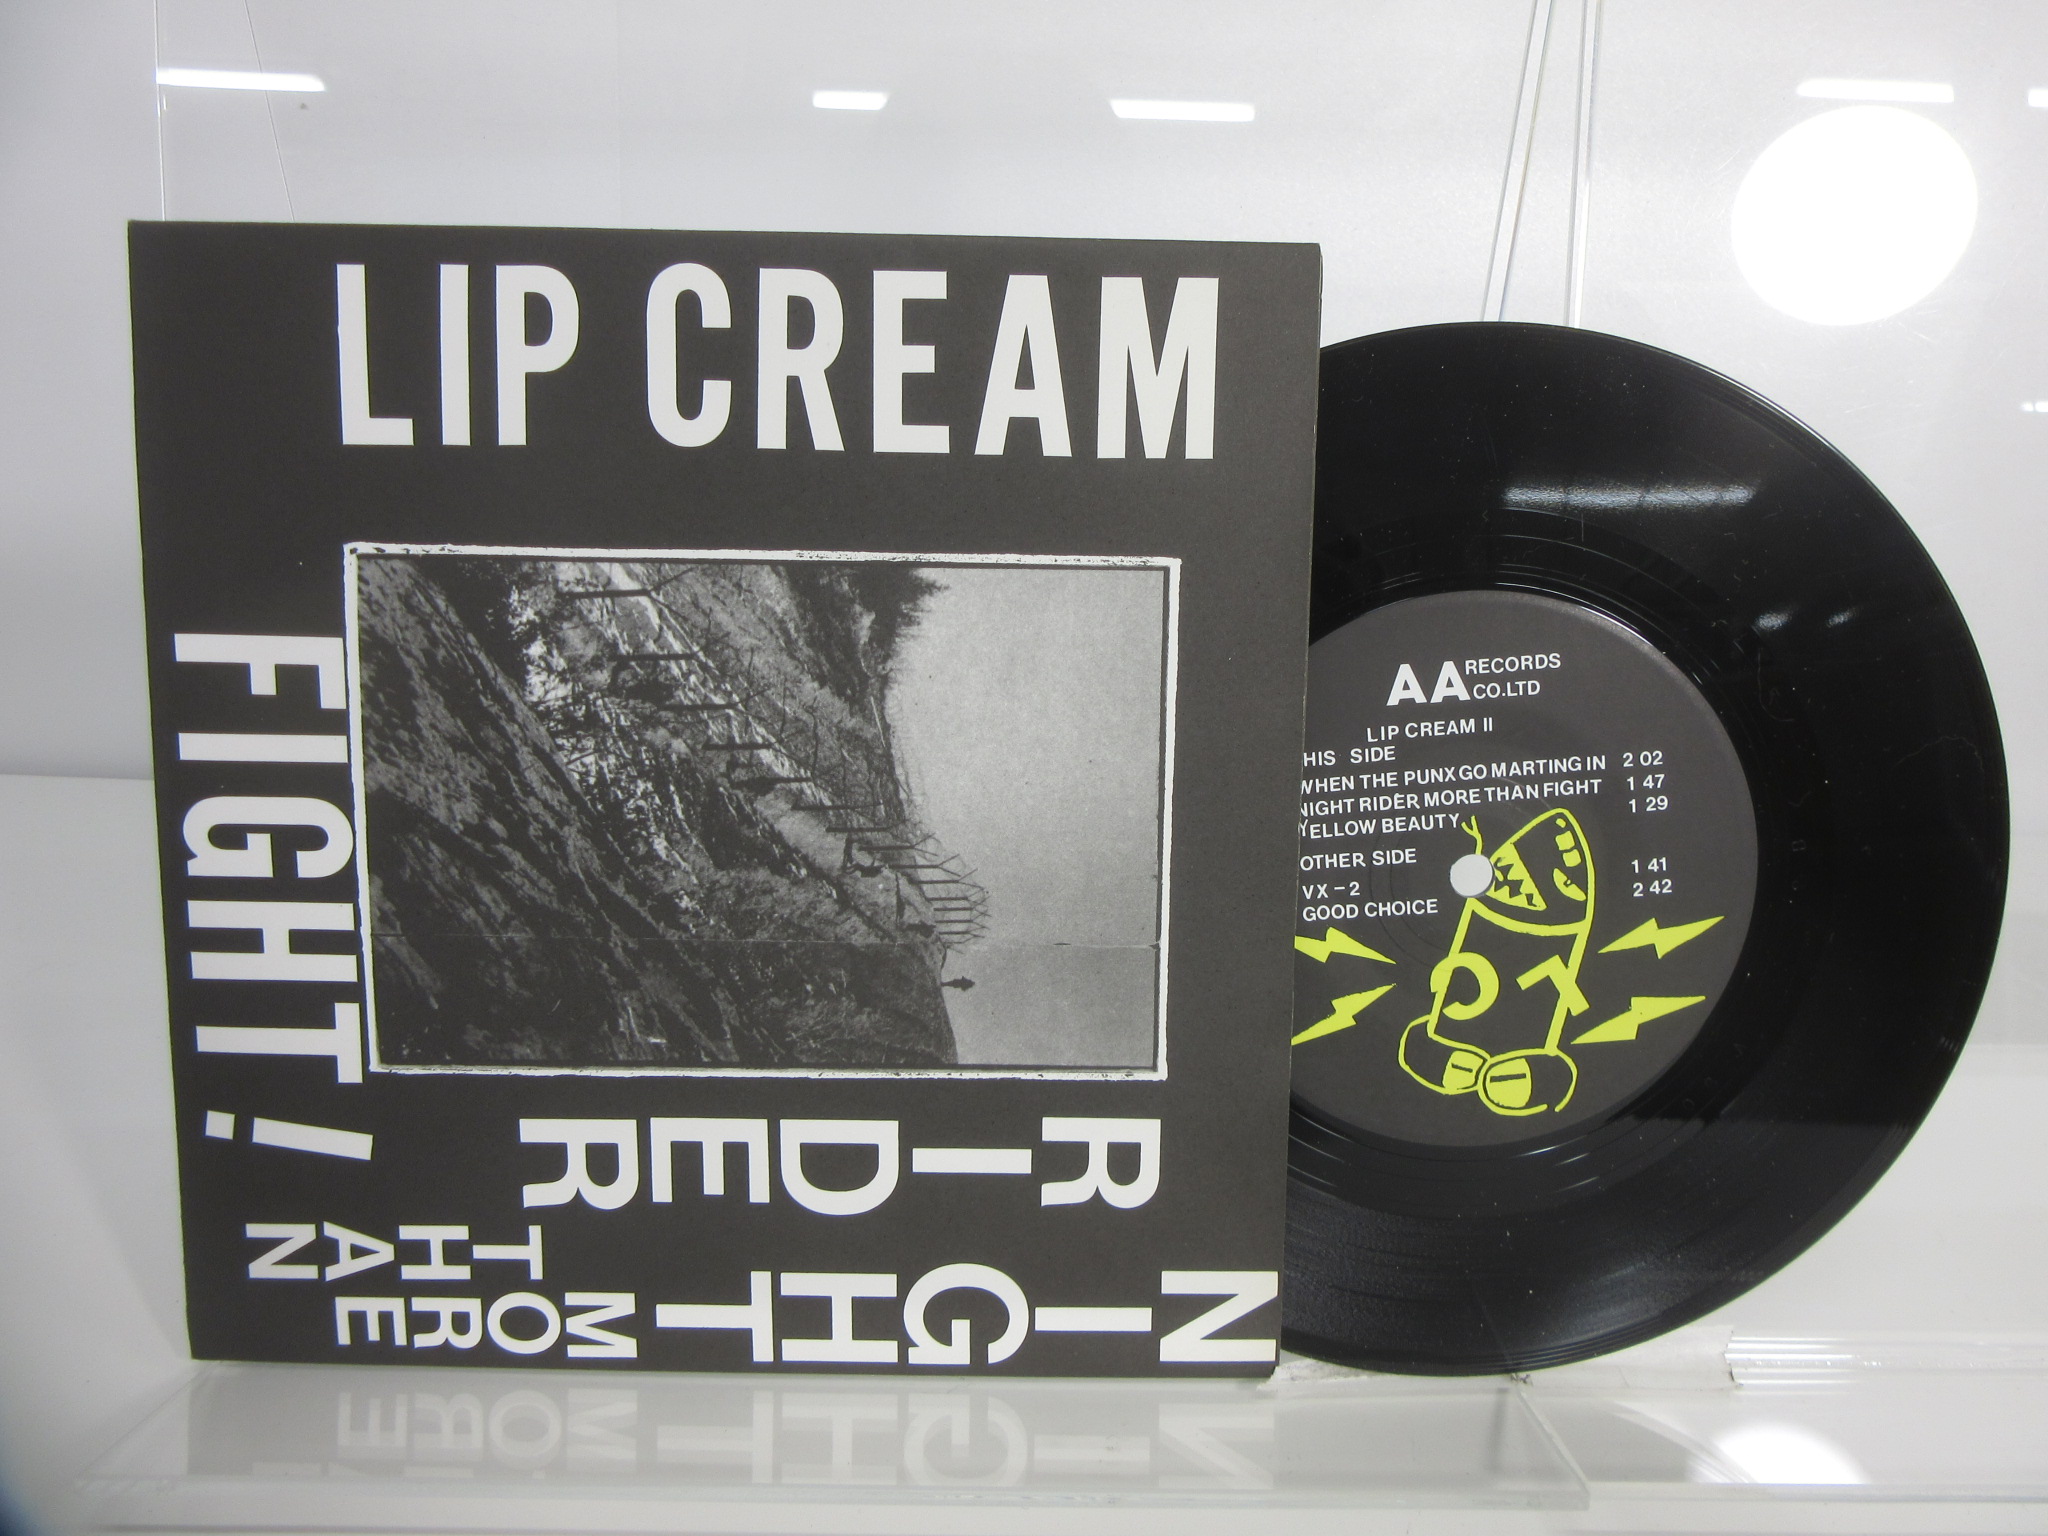 LIP CREAM
FIGHT!
NIGHT
RIDER
MORE
THAN
AA RECORDS
CO.LTD
LIP CREAM II
HIS SIDE
WHEN THE PUNX GO MARTING IN 2 02
NIGHT RIDER MORE THAN FIGHT 1 47
YELLOW BEAUTY 1 29
OTHER SIDE
VX-2 1 41
GOOD CHOICE 2 42